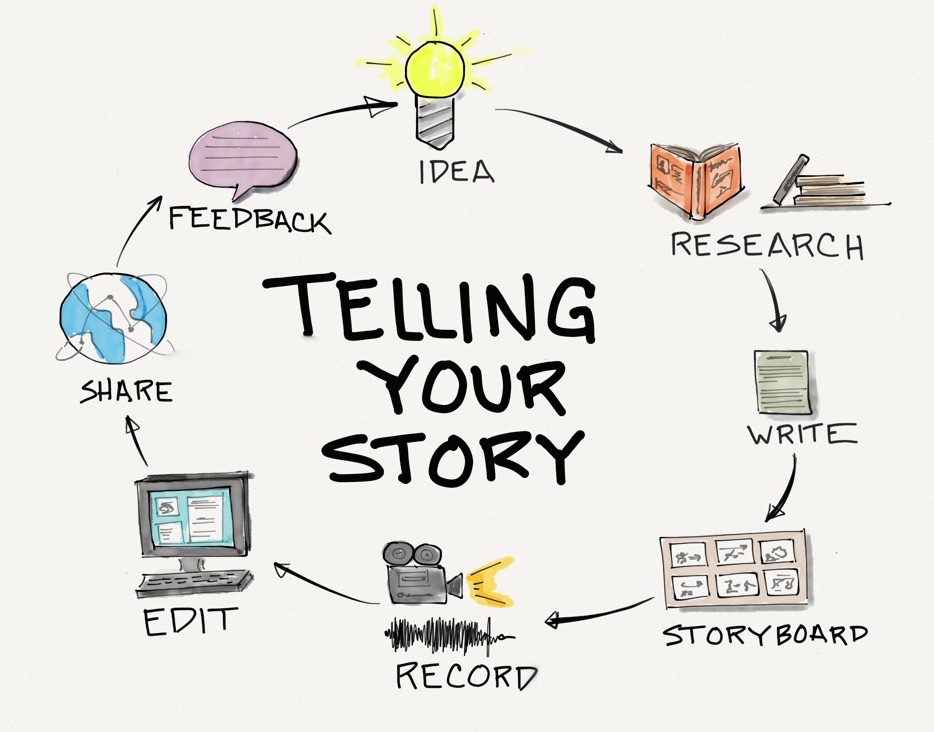 IDEA
RESEARCH
WRITE
STORYBOARD
RECORD
EDIT
SHARE
FEEDBACK
TELLING
YOUR
STORY